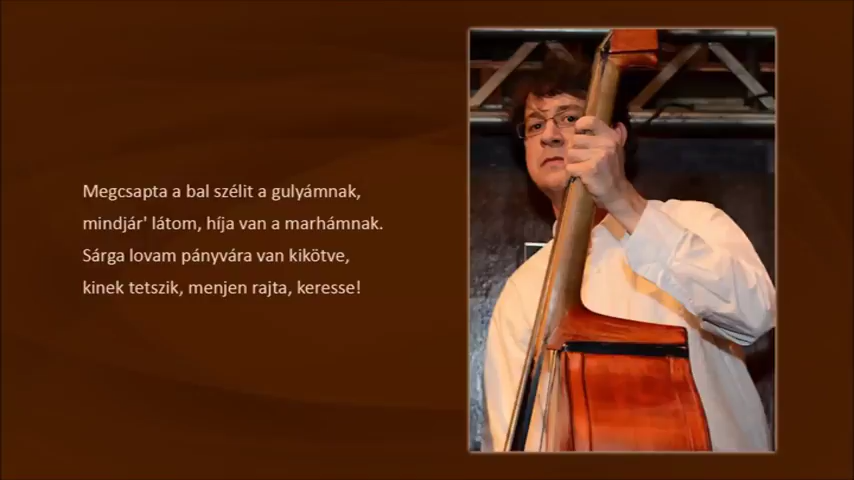 Megcsapta a bal szélit a gulyámnak,
mindjár' látom, híja van a marhámnak.
Sárga lovam pányvára van kikötve,
kinek tetszik, menjen rajta, keresse!